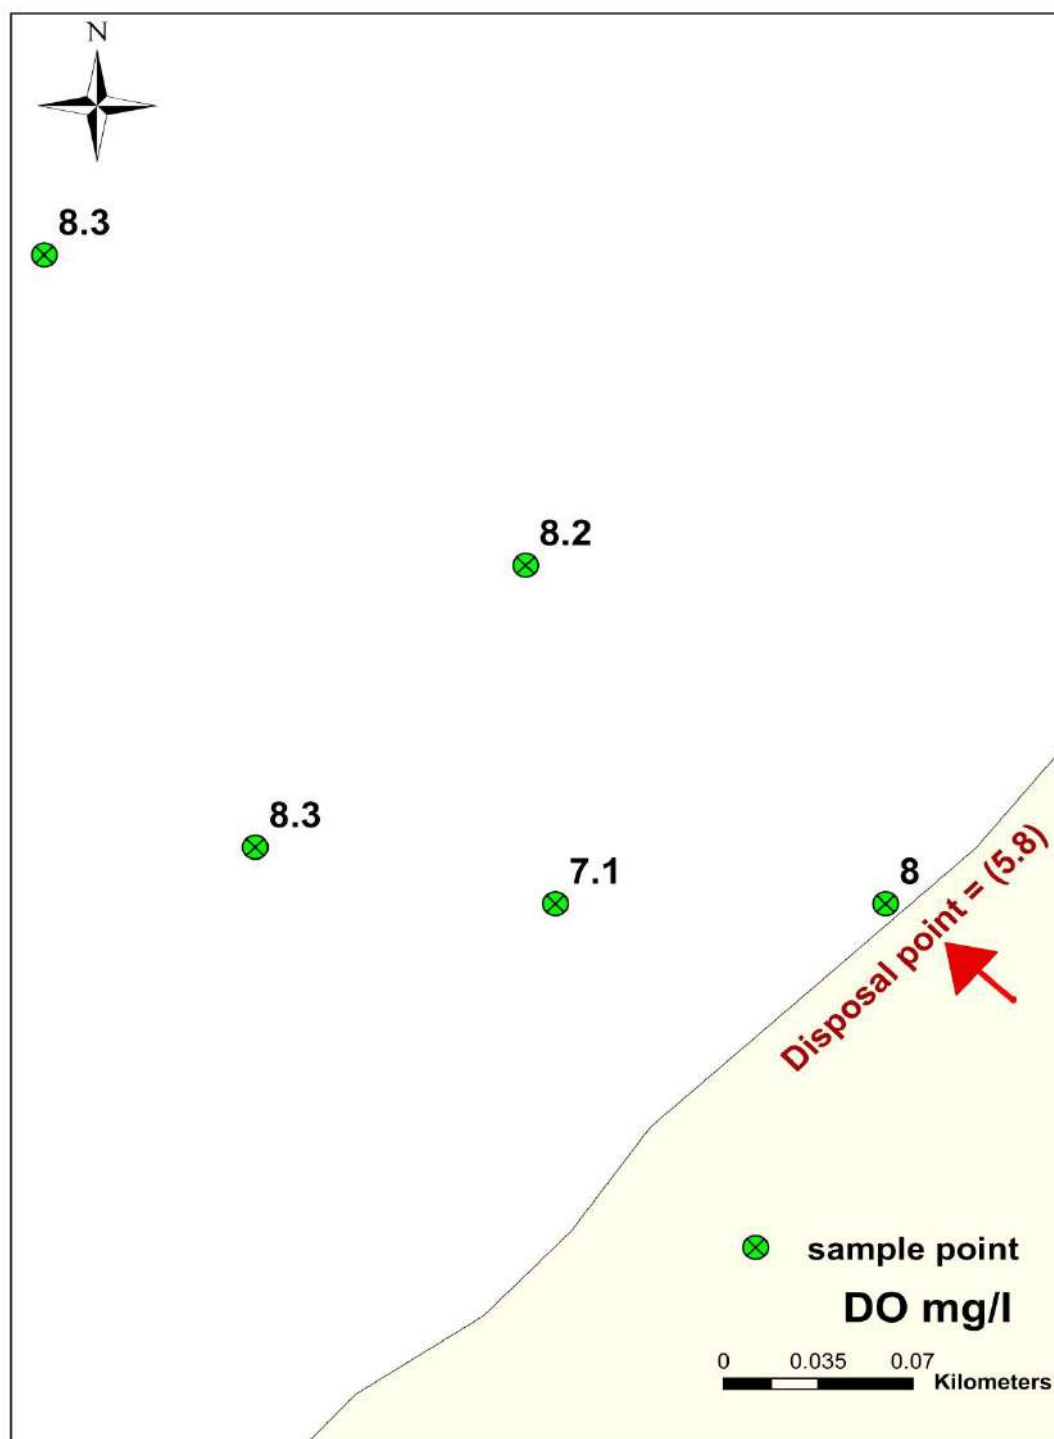 N
8.3
8.2
8.3
7.1
8
Disposal point = (5.8)
sample point
DO mg/l
0 0.035 0.07
Kilometers